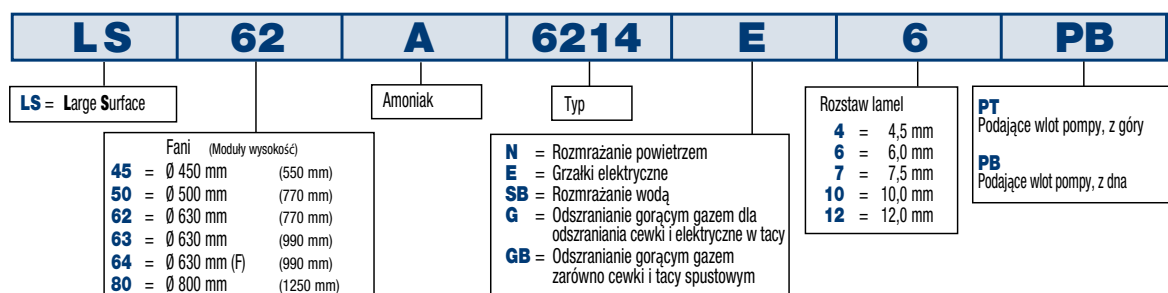 LS 62 A 6214 E 6 PB
LS = Large Surface
Fani (Moduły wysokość)
45 = Ø 450 mm (550 mm)
50 = Ø 500 mm (770 mm)
62 = Ø 630 mm (770 mm)
63 = Ø 630 mm (990 mm)
64 = Ø 630 mm (F) (990 mm)
80 = Ø 800 mm (1250 mm)
Amoniak
Typ
N = Rozmrażanie powietrzem
E = Grzałki elektryczne
SB = Rozmrażanie wodą
G = Odszranianie gorącym gazem dla
odszraniania cewki i elektryczne w tacy
GB = Odszranianie gorącym gazem
zarówno cewki i tacy spustowym
Rozstaw lamel
4 = 4,5 mm
6 = 6,0 mm
7 = 7,5 mm
10 = 10,0 mm
12 = 12,0 mm
PT
Podające wlot pompy, z góry
PB
Podające wlot pompy, z dna